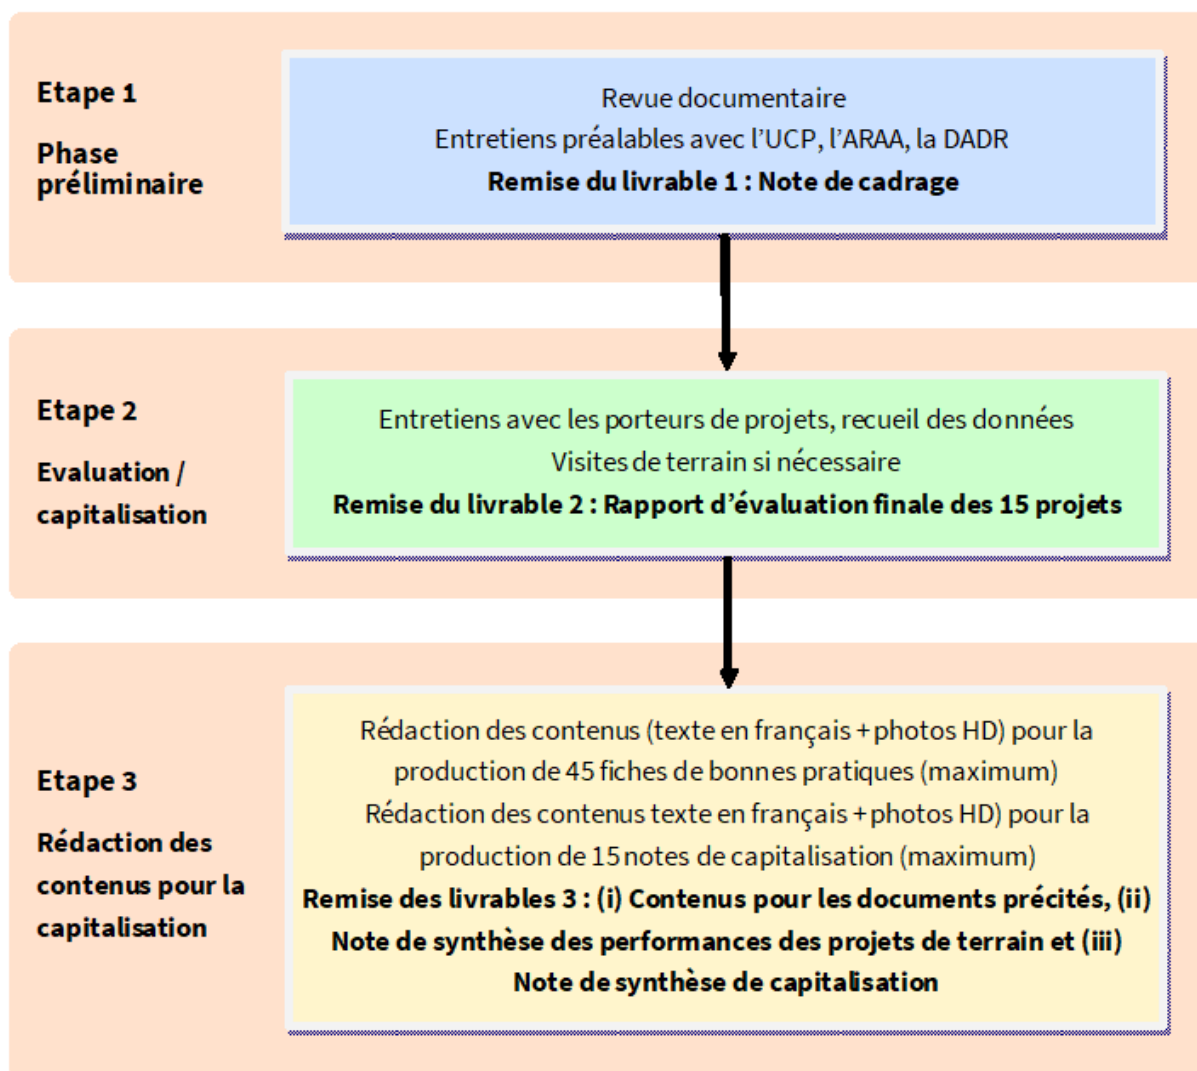 Etape 1
Phase
préliminaire
Revue documentaire
Entretiens préalables avec l’UCP, l’ARAA, la DADR
Remise du livrable 1 : Note de cadrage
Etape 2
Evaluation /
capitalisation
Entretiens avec les porteurs de projets, recueil des données
Visites de terrain si nécessaire
Remise du livrable 2 : Rapport d’évaluation finale des 15 projets
Etape 3
Rédaction des
contenus pour la
capitalisation
Rédaction des contenus (texte en français + photos HD) pour la
production de 45 fiches de bonnes pratiques (maximum)
Rédaction des contenus texte en français + photos HD) pour la
production de 15 notes de capitalisation (maximum)
Remise des livrables 3 : (i) Contenus pour les documents précités, (ii)
Note de synthèse des performances des projets de terrain et (iii)
Note de synthèse de capitalisation